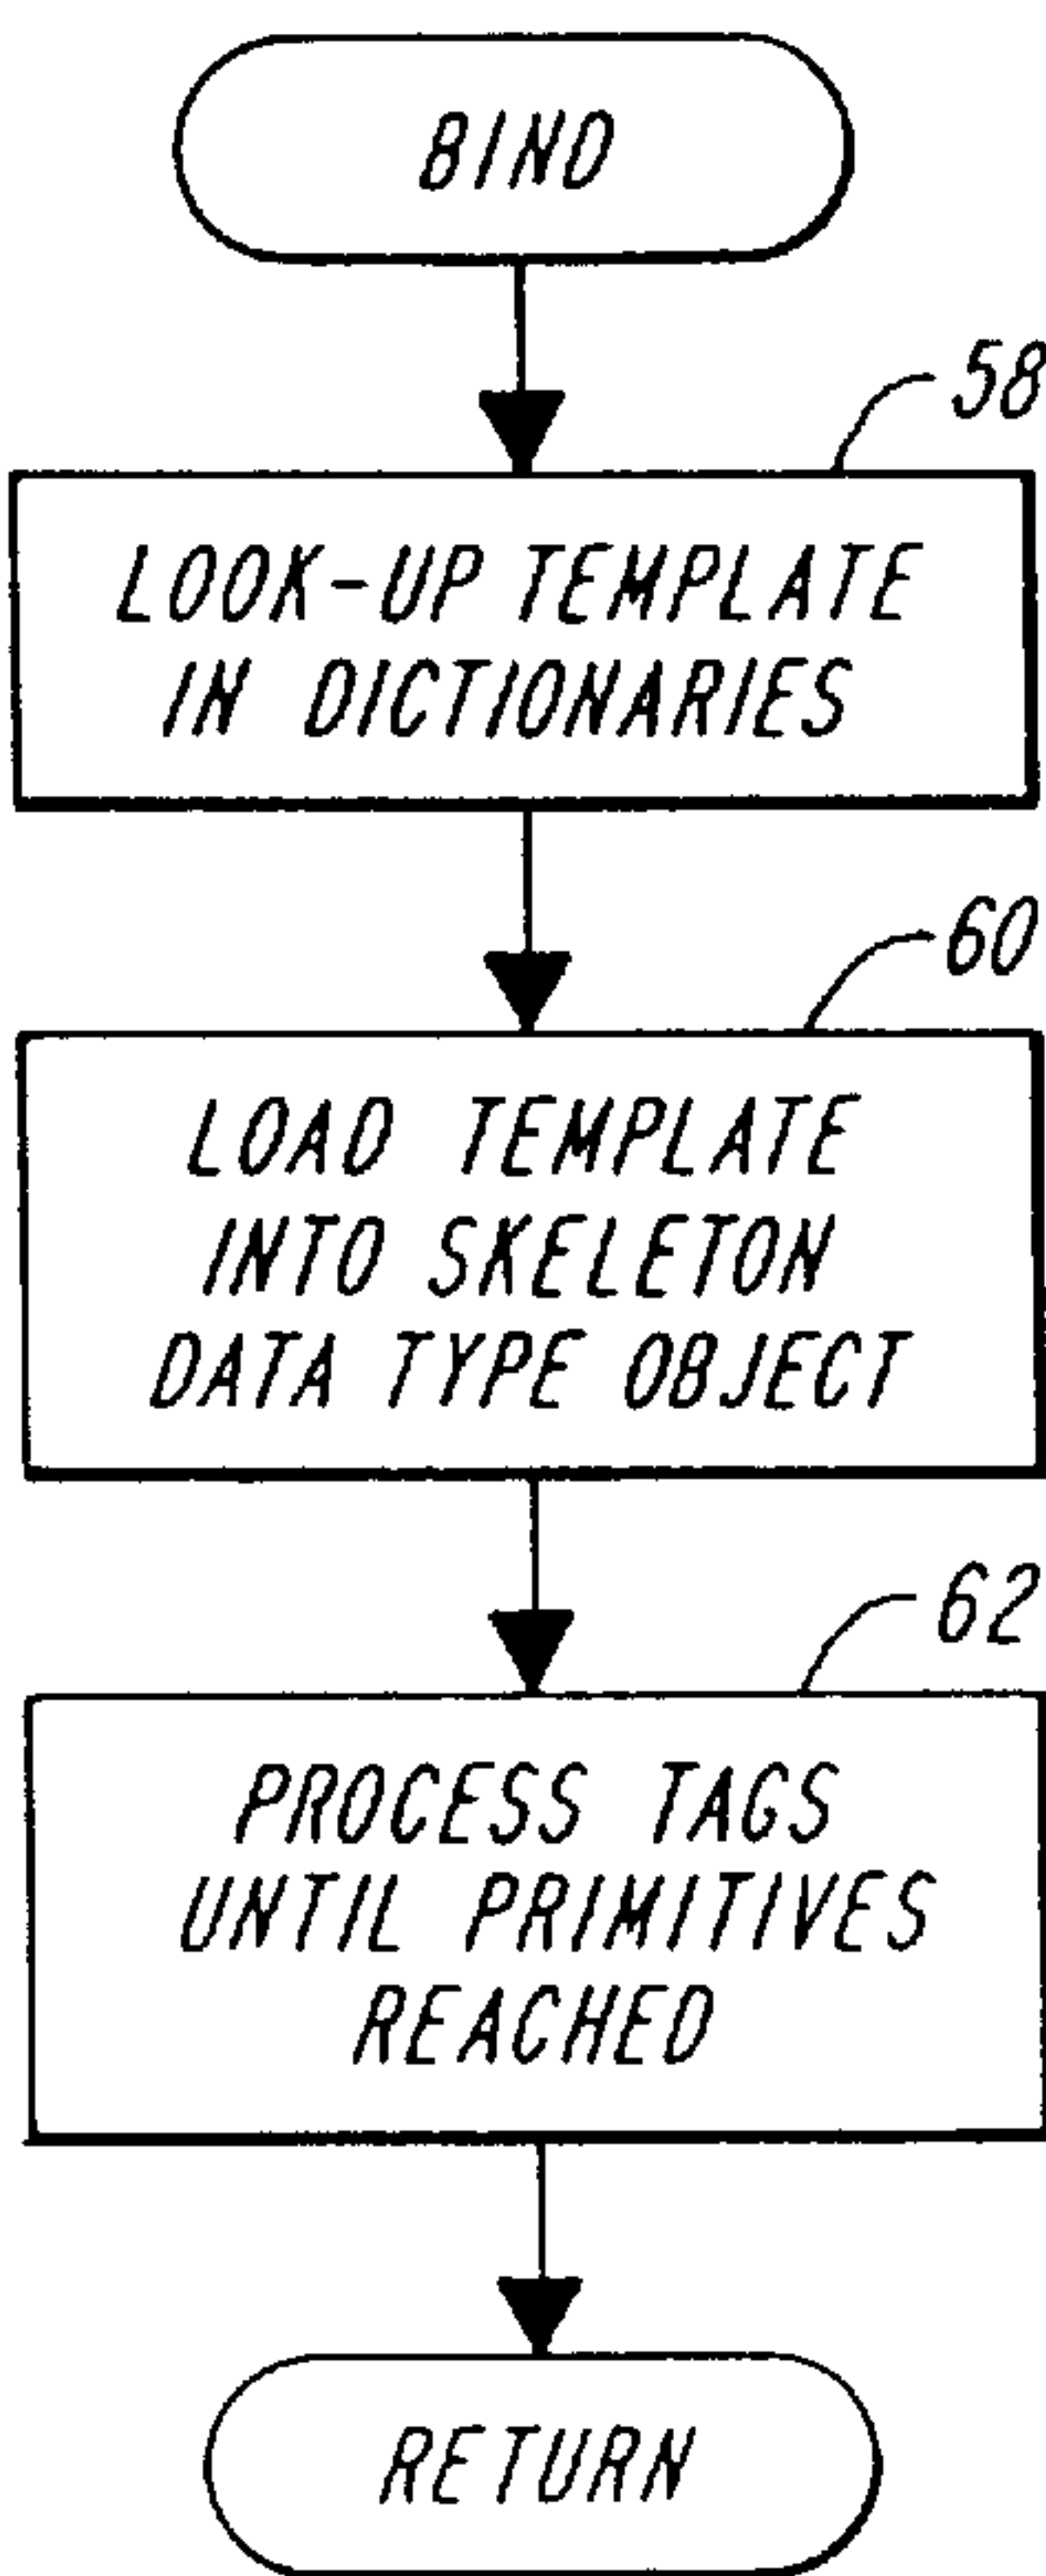 BIND
58
LOOK-UP TEMPLATE
IN DICTIONARIES
60
LOAD TEMPLATE
INTO SKELETON
DATA TYPE OBJECT
62
PROCESS TAGS
UNTIL PRIMITIVES
REACHED
RETURN